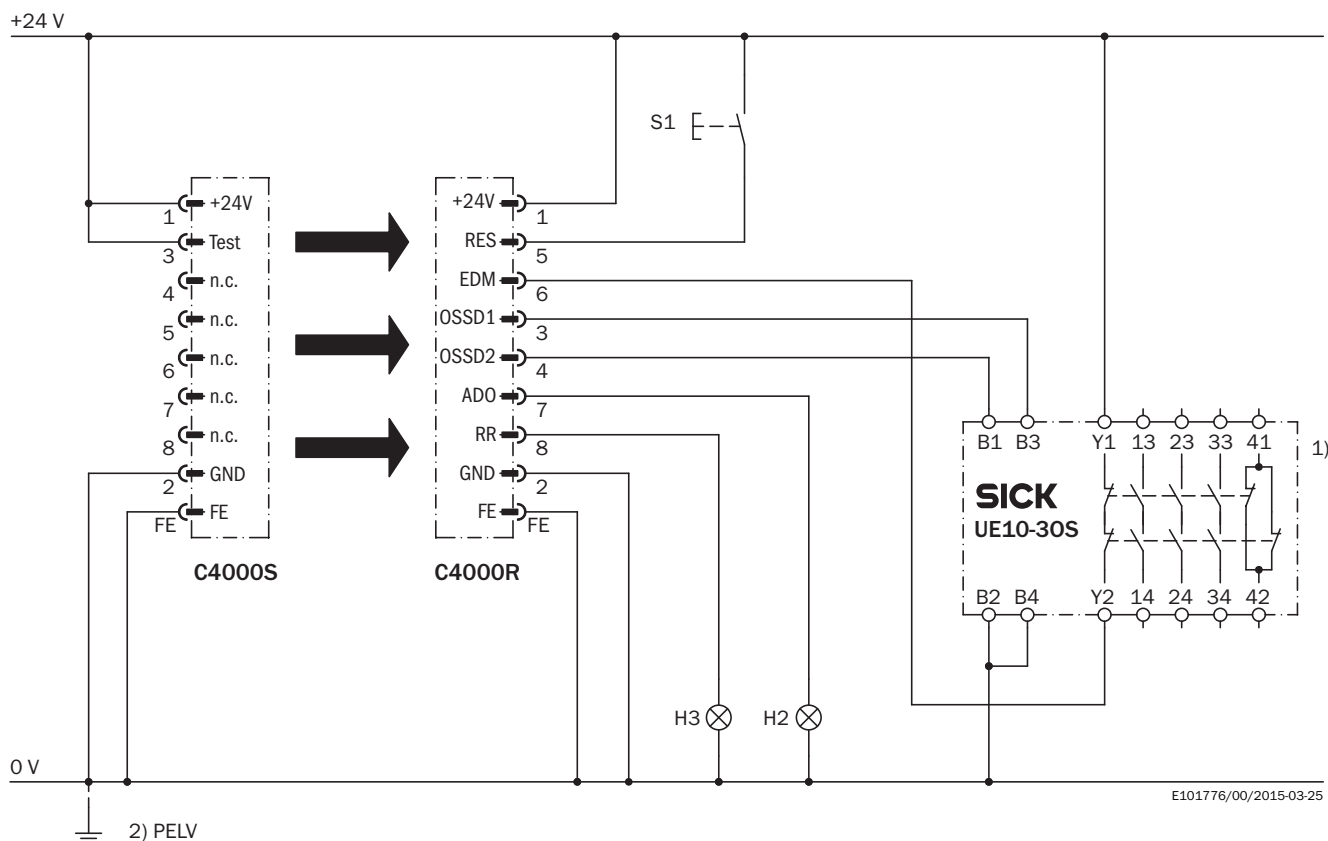 +24 V
S1
+24V
1
Test
3
n.c.
4
n.c.
5
n.c.
6
n.c.
7
n.c.
8
GND
2
FE
FE
C4000S
+24V
1
RES
5
EDM
6
OSSD1
3
OSSD2
4
ADO
7
RR
8
GND
2
FE
FE
C4000R
B1 B3 Y1 13 23 33 41
1)
SICK
UE10-30S
B2 B4 Y2 14 24 34 42
H3
H2
0 V
E101776/00/2015-03-25
2) PELV